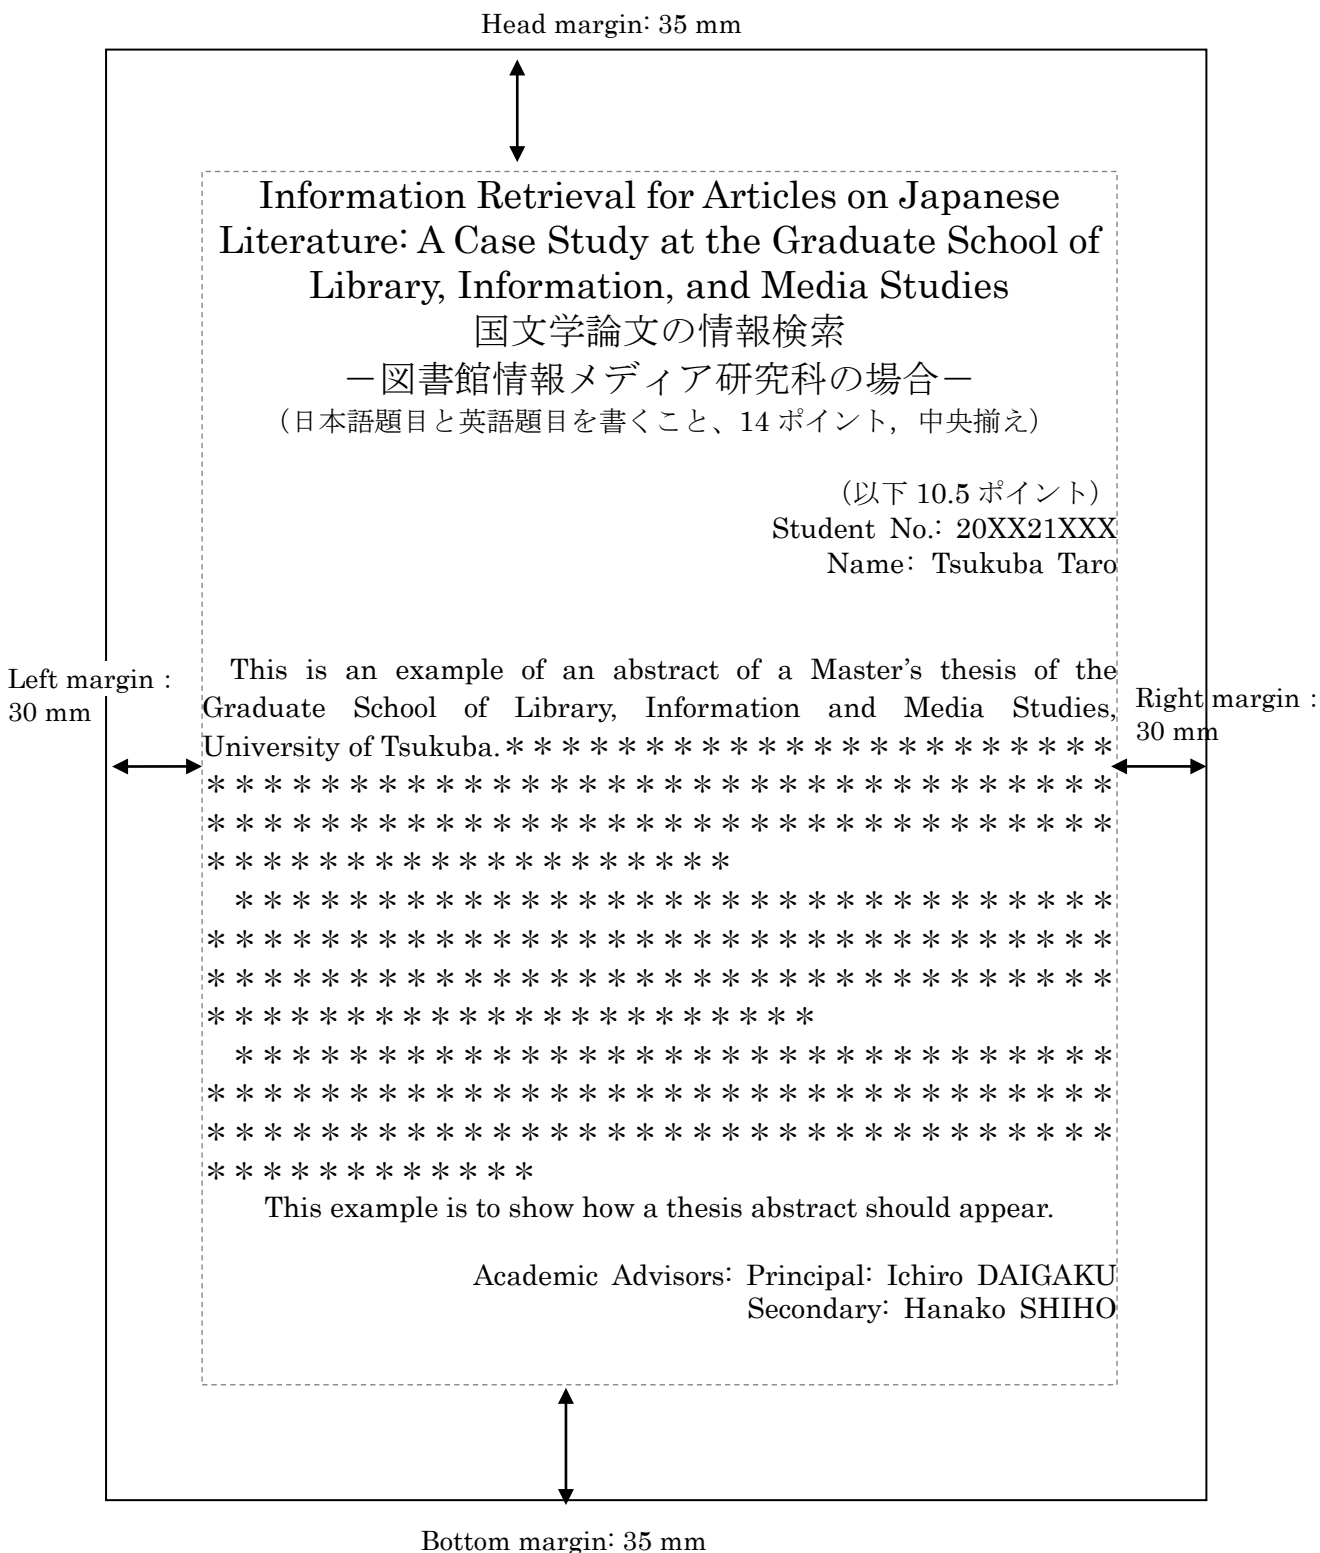 Head margin: 35 mm
Information Retrieval for Articles on Japanese
Literature: A Case Study at the Graduate School of
Library, Information, and Media Studies
国文学論文の情報検索
－図書館情報メディア研究科の場合－
（日本語題目と英語題目を書くこと、14 ポイント，中央揃え）
（以下 10.5 ポイント）
Student No.: 20XX21XXX
Name: Tsukuba Taro
Left margin :
30 mm
Right margin :
30 mm
This is an example of an abstract of a Master’s thesis of the
Graduate School of Library, Information and Media Studies,
University of Tsukuba.＊＊＊＊＊＊＊＊＊＊＊＊＊＊＊＊＊＊＊＊＊＊
＊＊＊＊＊＊＊＊＊＊＊＊＊＊＊＊＊＊＊＊＊＊＊＊＊＊＊＊＊＊＊＊
＊＊＊＊＊＊＊＊＊＊＊＊＊＊＊＊＊＊＊＊＊＊＊＊＊＊＊＊＊＊＊＊
＊＊＊＊＊＊＊＊＊＊＊＊＊＊＊＊＊＊＊
＊＊＊＊＊＊＊＊＊＊＊＊＊＊＊＊＊＊＊＊＊＊＊＊＊＊＊＊＊＊＊
＊＊＊＊＊＊＊＊＊＊＊＊＊＊＊＊＊＊＊＊＊＊＊＊＊＊＊＊＊＊＊＊
＊＊＊＊＊＊＊＊＊＊＊＊＊＊＊＊＊＊＊＊＊＊＊＊＊＊＊＊＊＊＊＊
＊＊＊＊＊＊＊＊＊＊＊＊＊＊＊＊＊＊＊＊＊＊
＊＊＊＊＊＊＊＊＊＊＊＊＊＊＊＊＊＊＊＊＊＊＊＊＊＊＊＊＊＊＊
＊＊＊＊＊＊＊＊＊＊＊＊＊＊＊＊＊＊＊＊＊＊＊＊＊＊＊＊＊＊＊＊
＊＊＊＊＊＊＊＊＊＊＊＊＊＊＊＊＊＊＊＊＊＊＊＊＊＊＊＊＊＊＊＊
＊＊＊＊＊＊＊＊＊＊＊＊
This example is to show how a thesis abstract should appear.
Academic Advisors: Principal: Ichiro DAIGAKU
Secondary: Hanako SHIHO
Bottom margin: 35 mm